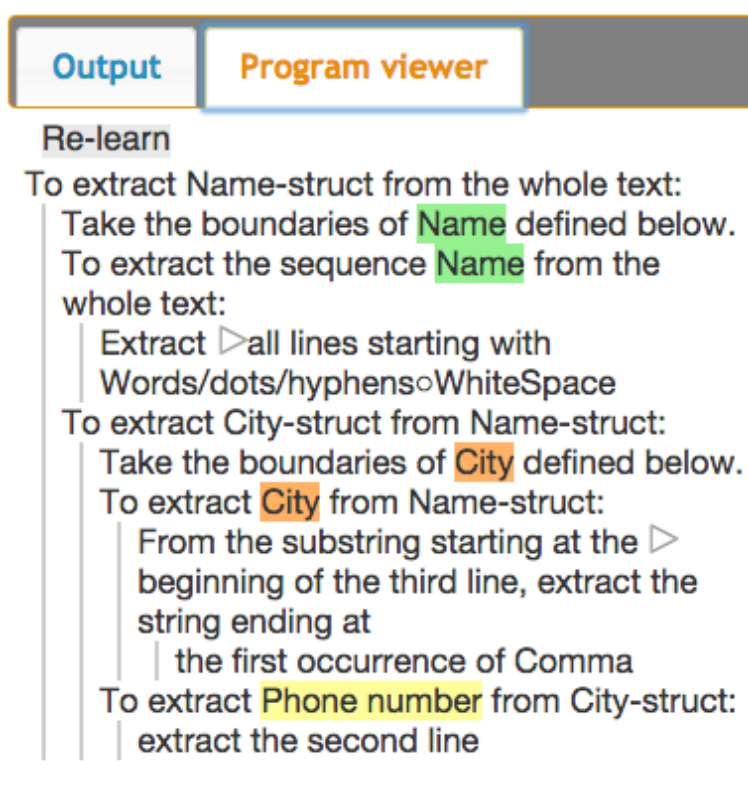 Output Program viewer
Re-learn
To extract Name-struct from the whole text:
Take the boundaries of Name defined below.
To extract the sequence Name from the
whole text:
Extract ▷all lines starting with
Words/dots/hyphens○WhiteSpace
To extract City-struct from Name-struct:
Take the boundaries of City defined below.
To extract City from Name-struct:
From the substring starting at the ▷
beginning of the third line, extract the
string ending at
the first occurrence of Comma
To extract Phone number from City-struct:
extract the second line